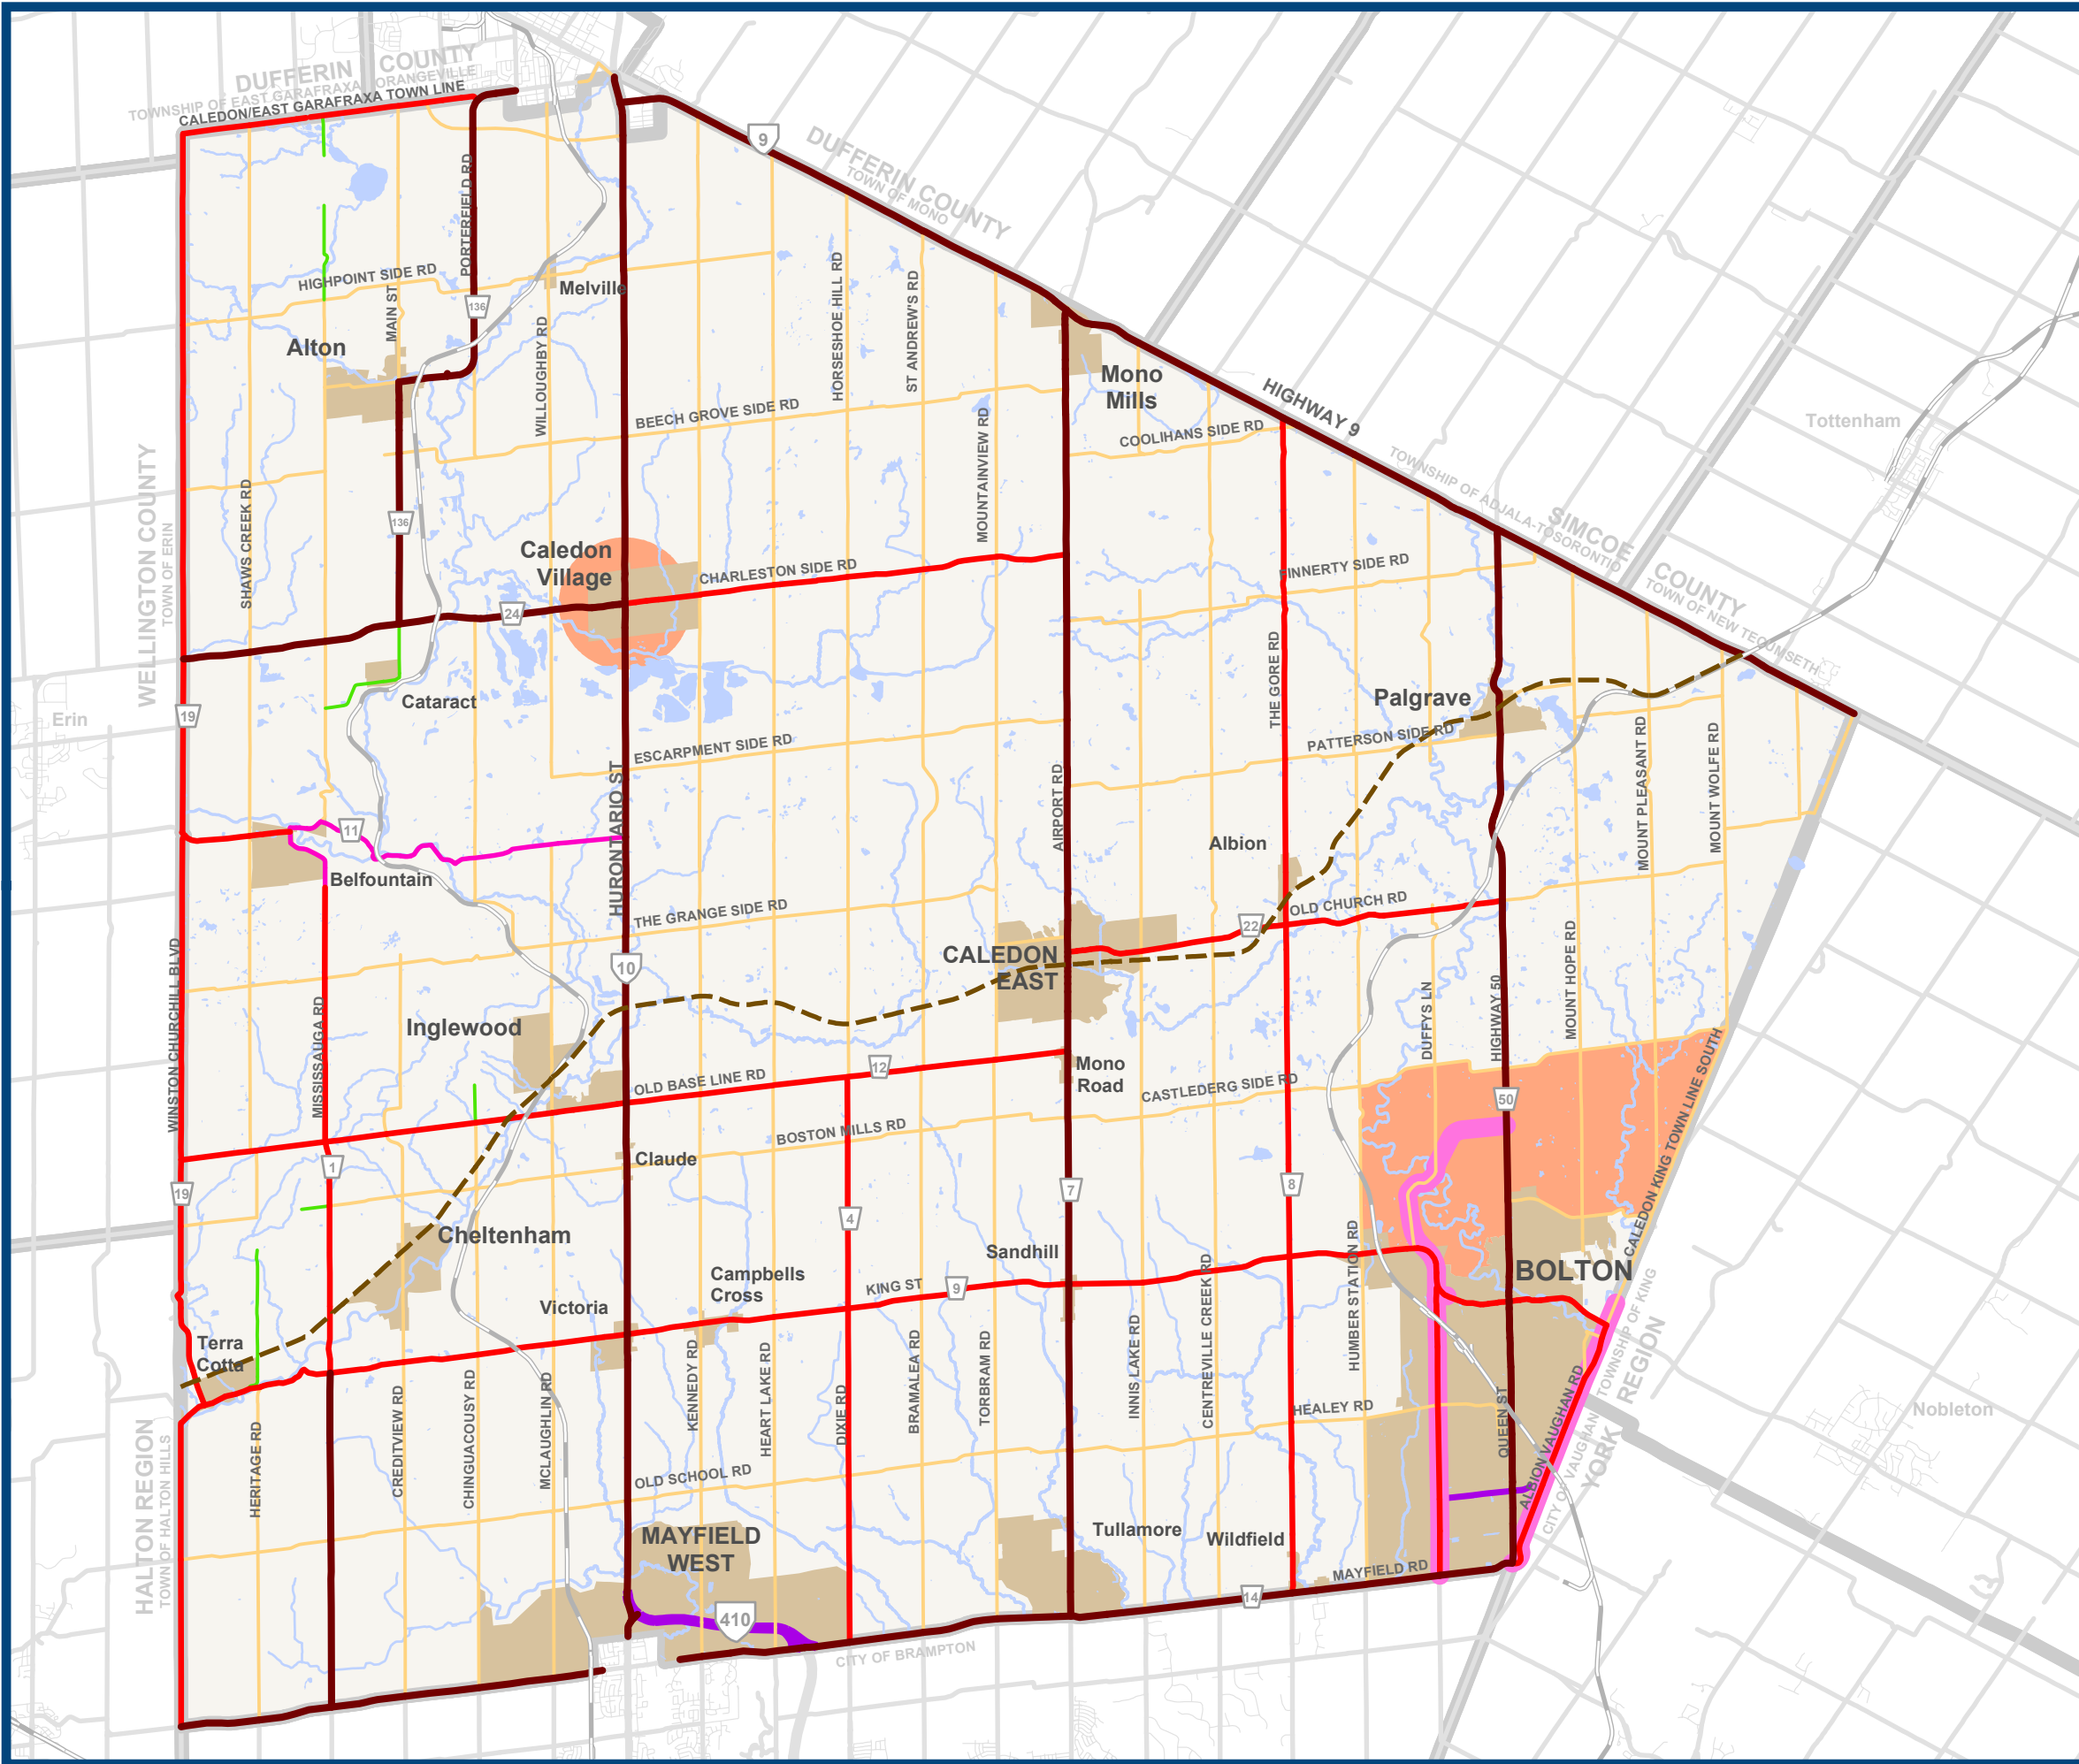 DUFFERIN COUNTY
TOWNSHIP OF EAST GARAFRAXA
ORANGEVILLE
CALEDON/EAST GARAFRAXA TOWN LINE
9
DUFFERIN COUNTY
TOWN OF MONO
PORTERFIELD RD
HIGHPOINT SIDE RD
MAIN ST
136
Melville
Alton
WILLOUGHBY RD
HORSESHOE HILL RD
ST ANDREW'S RD
Mono
Mills
HIGHWAY 9
BEECH GROVE SIDE RD
MOUNTAINVIEW RD
COOLIHANS SIDE RD
Tottenham
TOWNSHIP OF ADJALA-TOSORONTIO
SIMCOE
COUNTY
TOWN OF NEW TECUMSETH
WELLINGTON COUNTY
TOWN OF ERIN
SHAWS CREEK RD
136
Caledon
Village
CHARLESTON SIDE RD
FINNERTY SIDE RD
24
THE GORE RD
Palgrave
Cataract
19
Erin
ESCARPMENT SIDE RD
PATTERSON SIDE RD
MOUNT PLEASANT RD
MOUNT WOLFE RD
HURONTARIO ST
AIRPORT RD
11
Albion
Belfountain
THE GRANGE SIDE RD
OLD CHURCH RD
22
CALEDON
EAST
10
WINSTON CHURCHILL BLVD
MISSISSAUGA RD
Inglewood
DUFFYS LN
HIGHWAY 50
MOUNT HOPE RD
Mono
Road
12
OLD BASE LINE RD
CASTLEDERG SIDE RD
50
CALEDON KING TOWN LINE SOUTH
BOSTON MILLS RD
Claude
1
19
7
8
4
Cheltenham
Sandhill
HUMBER STATION RD
BOLTON
Campbells
Cross
KING ST
9
Victoria
CENTREVILLE CREEK RD
Terra
Cotta
INNIS LAKE RD
TOWNSHIP OF KING
YORK REGION
CITY OF VAUGHAN
KENNEDY RD
HEART LAKE RD
BRAMALEA RD
TORBRAM RD
HEALEY RD
QUEEN ST
ALBION VAUGHAN RD
Nobleton
HALTON REGION
TOWN OF HALTON HILLS
HERITAGE RD
CREDITVIEW RD
CHINGUACOUSY RD
MCLAUGHLIN RD
DIXIE RD
OLD SCHOOL RD
MAYFIELD
WEST
Tullamore
Wildfield
MAYFIELD RD
14
410
CITY OF BRAMPTON